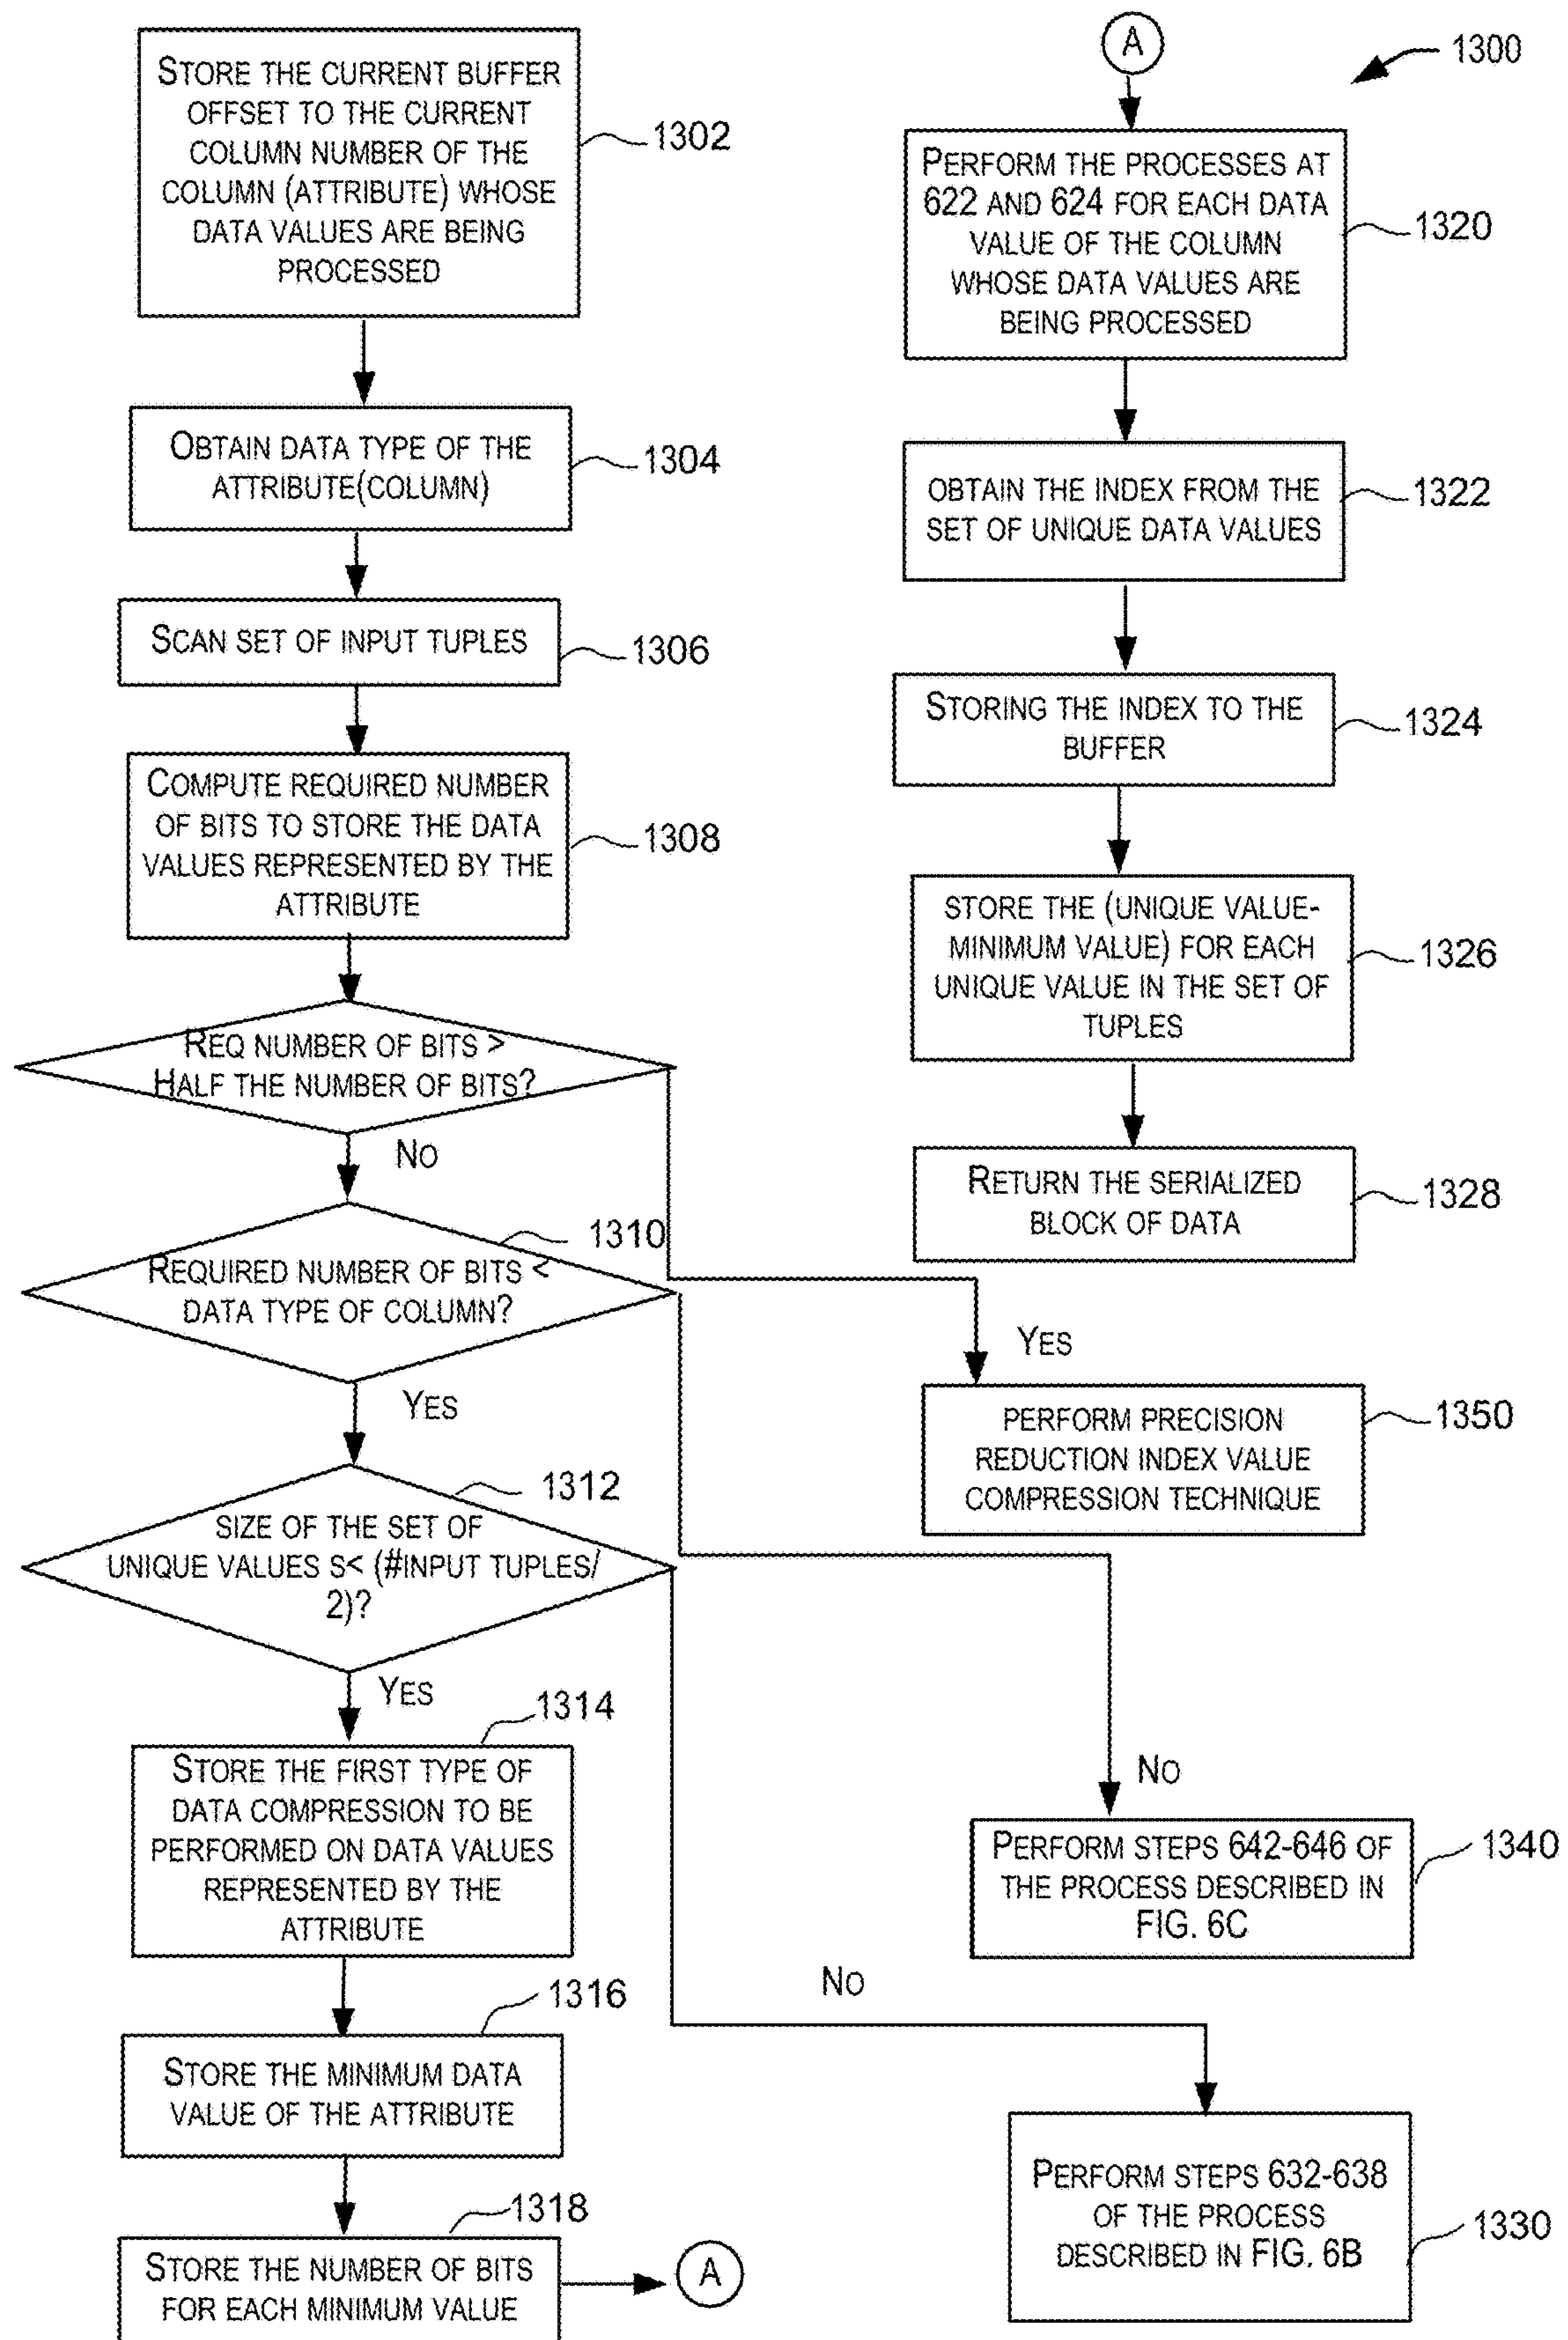 STORE THE CURRENT BUFFER
OFFSET TO THE CURRENT
COLUMN NUMBER OF THE
COLUMN (ATTRIBUTE) WHOSE
DATA VALUES ARE BEING
PROCESSED
1302
OBTAIN DATA TYPE OF THE
ATTRIBUTE(COLUMN)
1304
SCAN SET OF INPUT TUPLES
1306
COMPUTE REQUIRED NUMBER
OF BITS TO STORE THE DATA
VALUES REPRESENTED BY THE
ATTRIBUTE
1308
REQ NUMBER OF BITS >
HALF THE NUMBER OF BITS?
NO
1310
REQUIRED NUMBER OF BITS <
DATA TYPE OF COLUMN?
YES
1312
SIZE OF THE SET OF
UNIQUE VALUES S< (#INPUT TUPLES/
2)?
YES
1314
STORE THE FIRST TYPE OF
DATA COMPRESSION TO BE
PERFORMED ON DATA VALUES
REPRESENTED BY THE
ATTRIBUTE
1316
STORE THE MINIMUM DATA
VALUE OF THE ATTRIBUTE
1318
STORE THE NUMBER OF BITS
FOR EACH MINIMUM VALUE
A
A
1300
PERFORM THE PROCESSES AT
622 AND 624 FOR EACH DATA
VALUE OF THE COLUMN
WHOSE DATA VALUES ARE
BEING PROCESSED
1320
OBTAIN THE INDEX FROM THE
SET OF UNIQUE DATA VALUES
1322
STORING THE INDEX TO THE
BUFFER
1324
STORE THE (UNIQUE VALUE-
MINIMUM VALUE) FOR EACH
UNIQUE VALUE IN THE SET OF
TUPLES
1326
RETURN THE SERIALIZED
BLOCK OF DATA
1328
YES
PERFORM PRECISION
REDUCTION INDEX VALUE
COMPRESSION TECHNIQUE
1350
NO
PERFORM STEPS 642-646 OF
THE PROCESS DESCRIBED IN
FIG. 6C
1340
NO
PERFORM STEPS 632-638
OF THE PROCESS
DESCRIBED IN FIG. 6B
1330